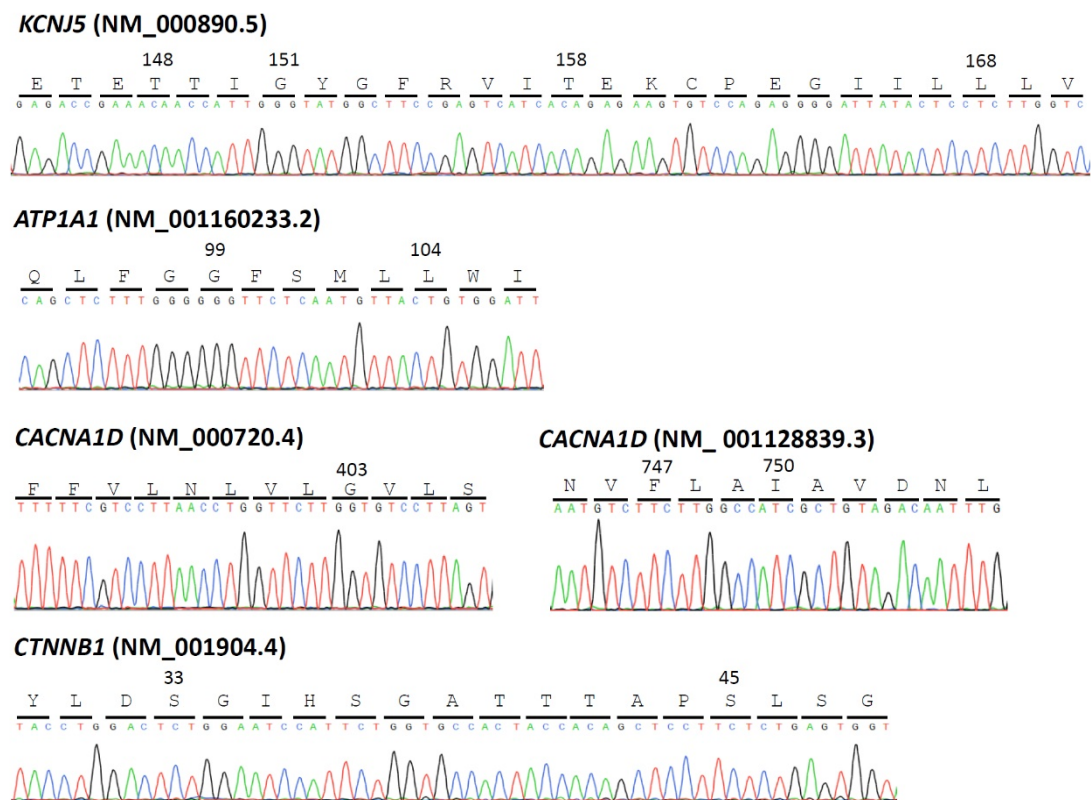 KCNJ5 (NM_000890.5)
148 151 158 168
E T E T T I G Y G F R V I T E K C P E G I I L L L V
GAGACCGAAACAACCATTGGGTATGGCTTCCGAGTCATCACAGAGAAGTGTCCAGAGGGGATTATACTCCTCTTGGTC
ATP1A1 (NM_001160233.2)
99 104
Q L F G G F S M L L W I
CAGCTCTTTGGGGGGTTCTCAATGTTACTGTGGATT
CACNA1D (NM_000720.4)
403
F F V L N L V L G V L S
TTTTTCGTCCTTAACCTGGTTCTTGGTGTCCTTAGT
CACNA1D (NM_ 001128839.3)
747 750
N V F L A I A V D N L
AATGTCTTCTTGGCCATCGCTGTAGACAATTTG
CTNNB1 (NM_001904.4)
33 45
Y L D S G I H S G A T T T A P S L S G
TACCTGGACTCTGGAATCCATTCTGGTGCCACTACCACAGCTCCTTCTCTGAGTGGT